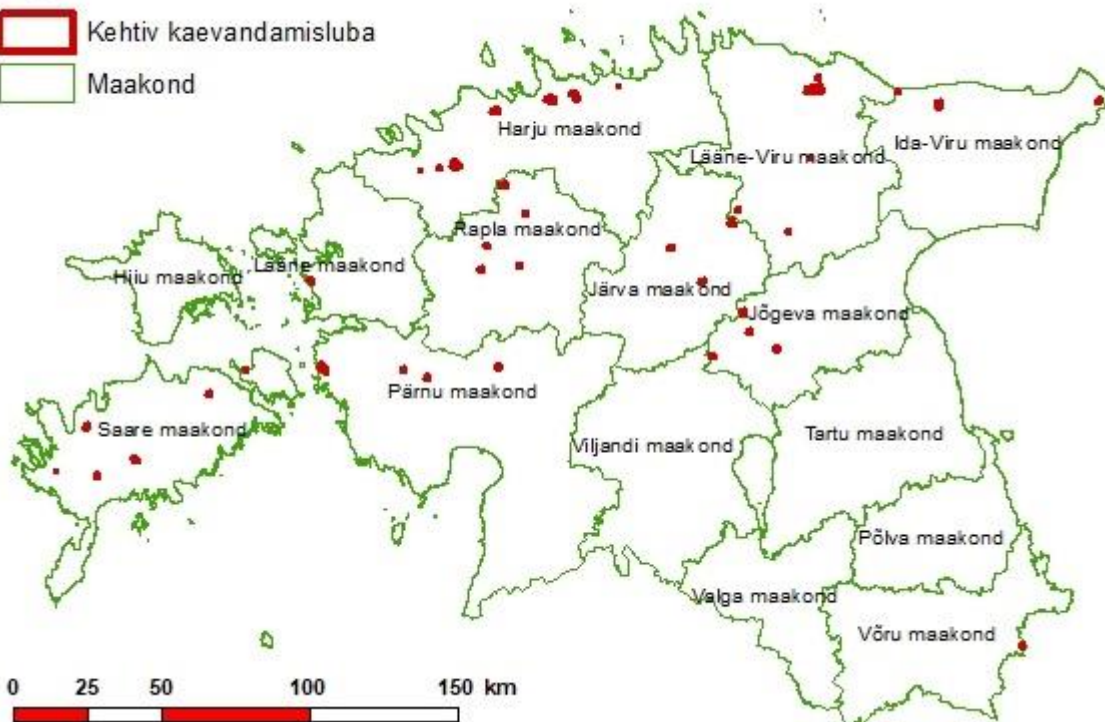 Kehtiv kaevandamisluba
Maakond
Harju maakond
Lääne-Viru maakond
Ida-Viru maakond
Rapla maakond
Hiiu maakond
Lääne maakond
Järva maakond
Jõgeva maakond
Pärnu maakond
Saare maakond
Viljandi maakond
Tartu maakond
Põlva maakond
Valga maakond
Võru maakond
0 25 50 100 150 km